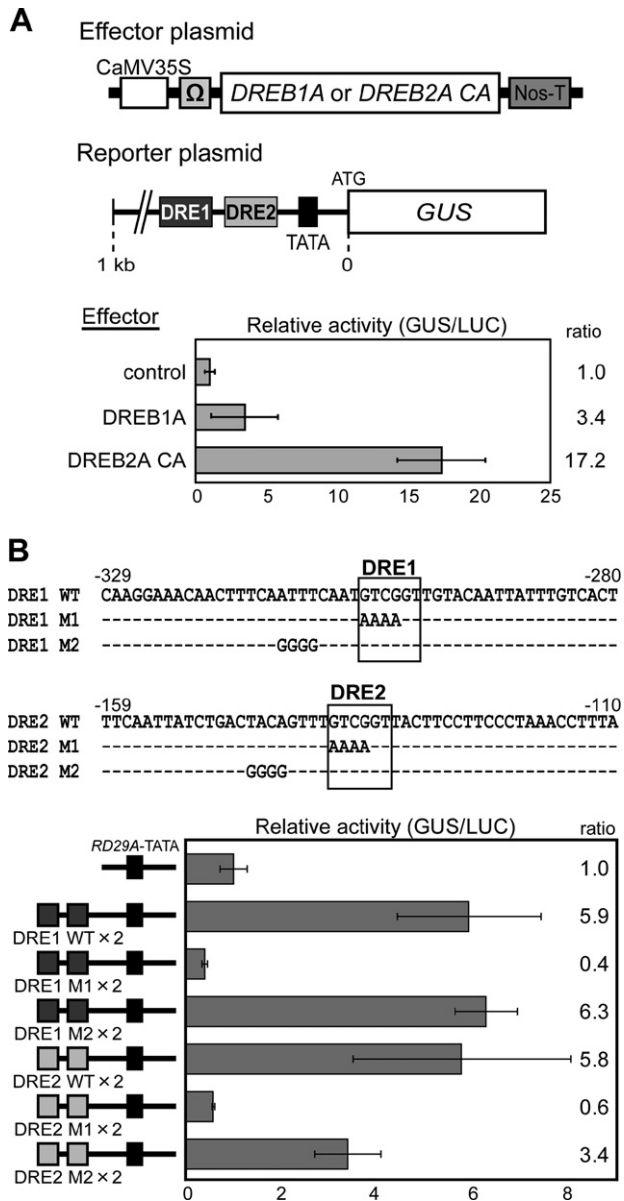 A
Effector plasmid
CaMV35S
Ω DREB1A or DREB2A CA Nos-T
Reporter plasmid
ATG
DRE1 DRE2 GUS
TATA
1 kb 0
Effector Relative activity (GUS/LUC) ratio
control 1.0
DREB1A 3.4
DREB2A CA 17.2
0 5 10 15 20 25
B
DRE1
-329 -280
DRE1 WT CAAGGAAACAACTTTCAATTTCAATGTCGGTTGTACAATTATTTGTCACT
DRE1 M1 -------------------------AAAA---------------------
DRE1 M2 -----------------GGGG-----------------------------
DRE2
-159 -110
DRE2 WT TTCAATTATCTGACTACAGTTTGTCGGTTACTTCCTTCCCTAAACCTTTA
DRE2 M1 ----------------------AAAA------------------------
DRE2 M2 --------------GGGG--------------------------------
Relative activity (GUS/LUC) ratio
RD29A-TATA 1.0
DRE1 WT×2 5.9
DRE1 M1×2 0.4
DRE1 M2×2 6.3
DRE2 WT×2 5.8
DRE2 M1×2 0.6
DRE2 M2×2 3.4
0 2 4 6 8